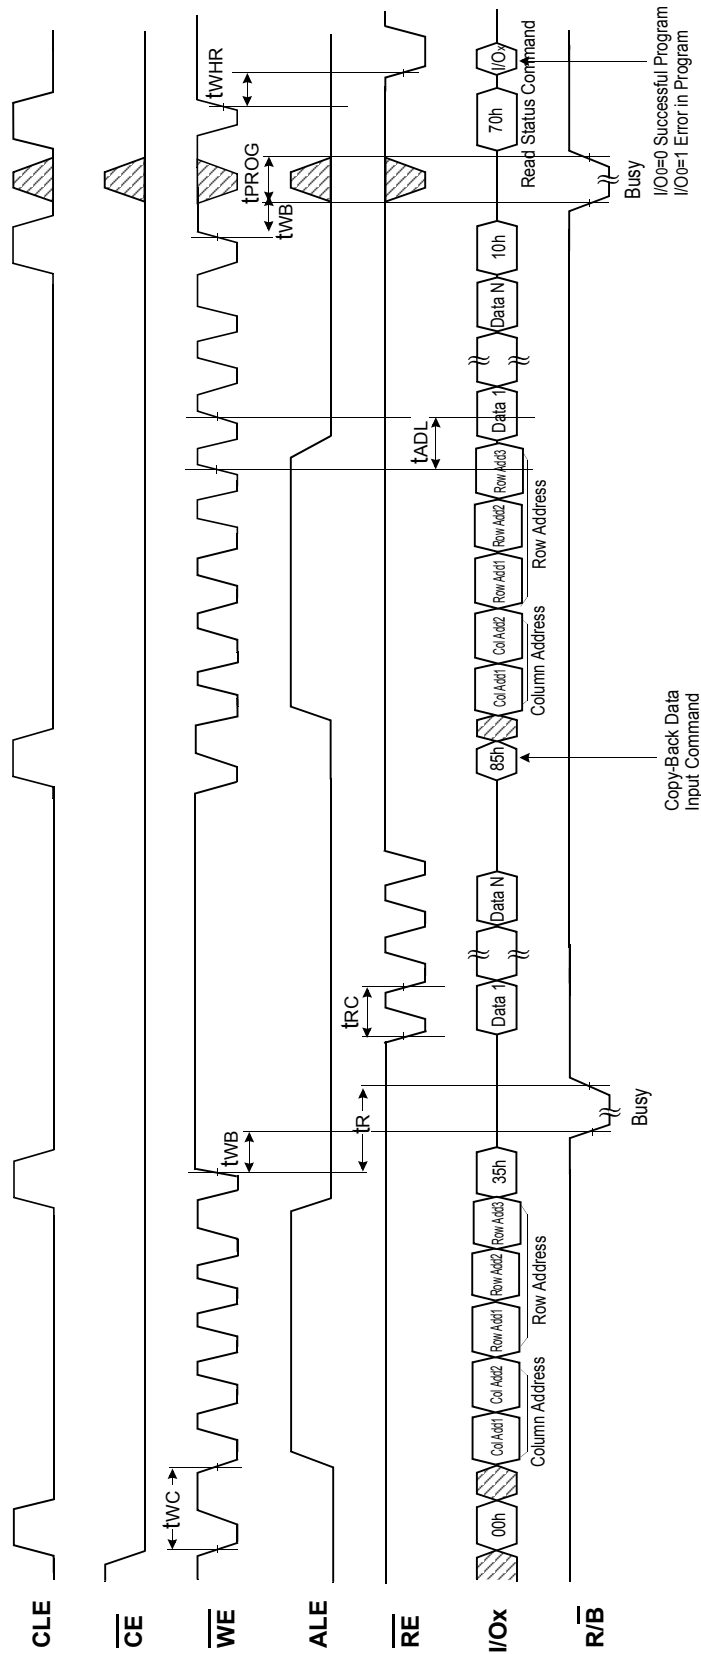 CLE
CE
WE
ALE
RE
I/Ox
R/B
tWC
tWB
tWB
tPROG
tWHR
tR
tRC
tADL
00h
Col Add1
Col Add2
Row Add1
Row Add2
Row Add3
35h
Data 1
Data N
85h
Col Add1
Col Add2
Row Add1
Row Add2
Row Add3
Data 1
Data N
10h
70h
I/Ox
Column Address
Row Address
Column Address
Row Address
Read Status Command
Busy
Busy
Copy-Back Data
Input Command
I/O0=0 Successful Program
I/O0=1 Error in Program